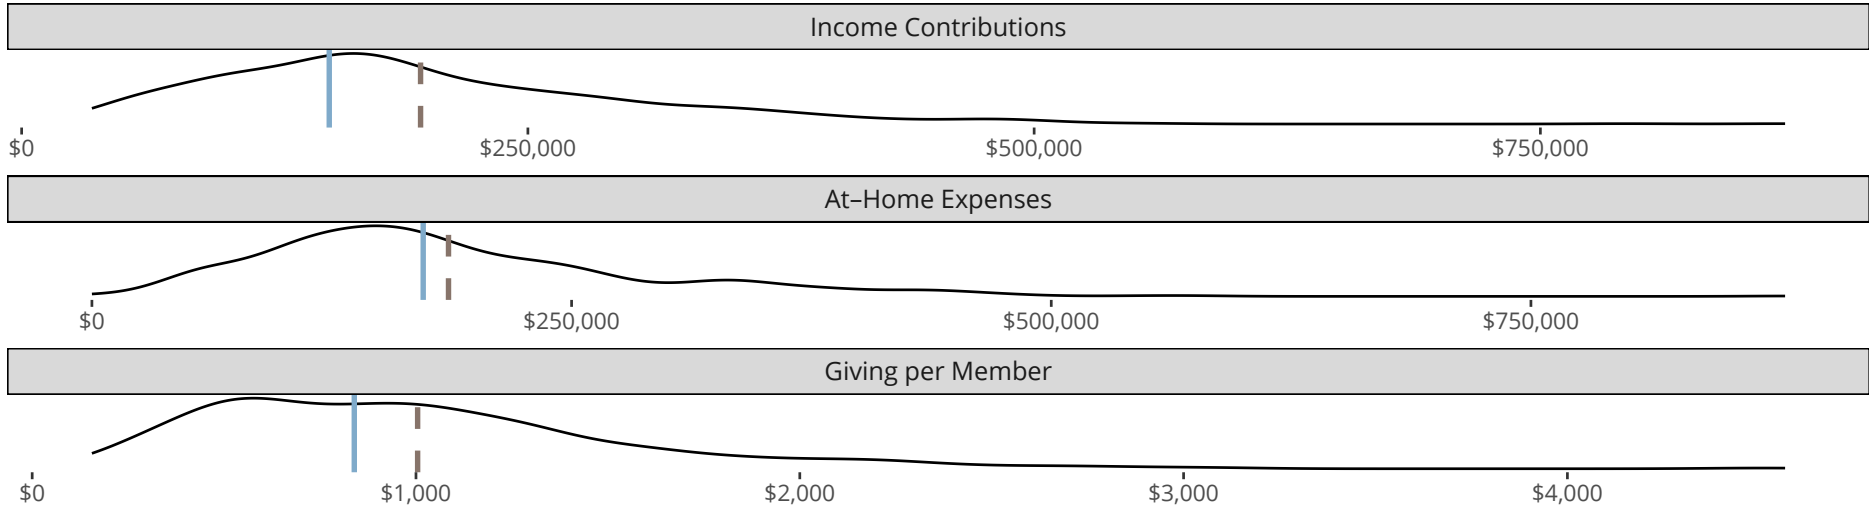 Income Contributions
$0 $250,000 $500,000 $750,000
At–Home Expenses
$0 $250,000 $500,000 $750,000
Giving per Member
$0 $1,000 $2,000 $3,000 $4,000